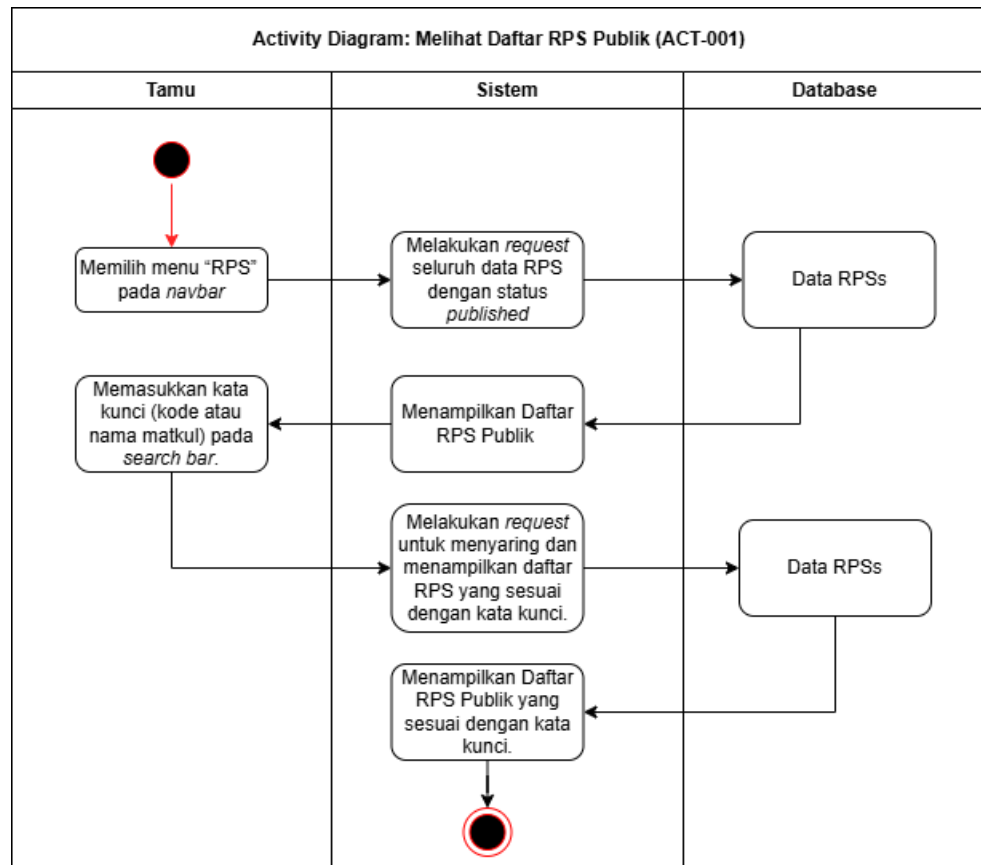 Activity Diagram: Melihat Daftar RPS Publik (ACT-001)
Tamu
Sistem
Database
Memilih menu “RPS”
pada navbar
Melakukan request
seluruh data RPS
dengan status
published
Data RPSs
Memasukkan kata
kunci (kode atau
nama matkul) pada
search bar.
Menampilkan Daftar
RPS Publik
Melakukan request
untuk menyaring dan
menampilkan daftar
RPS yang sesuai
dengan kata kunci.
Data RPSs
Menampilkan Daftar
RPS Publik yang
sesuai dengan kata
kunci.